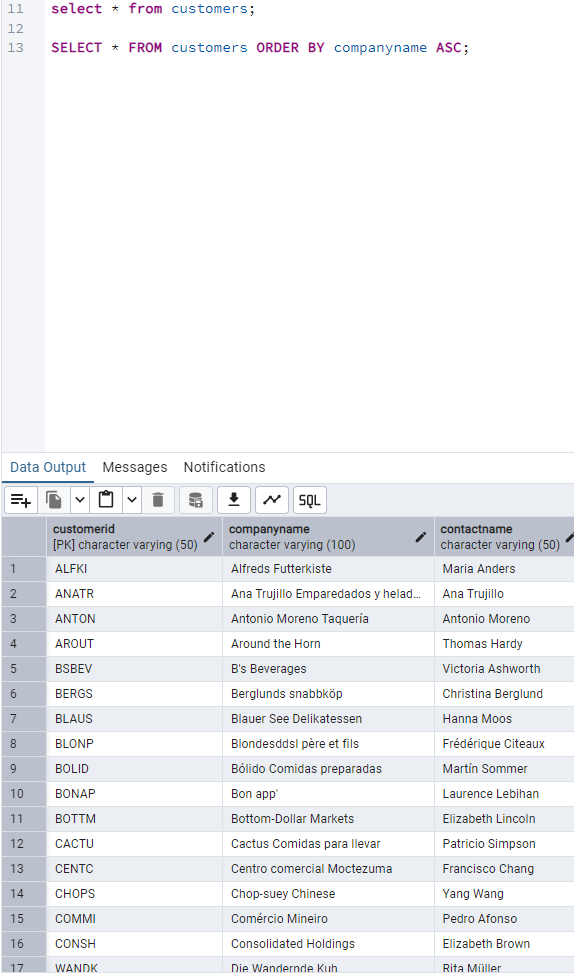 11 select * from customers;
12
13 SELECT * FROM customers ORDER BY companyname ASC;
Data Output Messages Notifications
SQL
customerid companyname contactname
[PK] character varying (50) character varying (100) character varying (50)
1 ALFKI Alfreds Futterkiste Maria Anders
2 ANATR Ana Trujillo Emparedados y helad... Ana Trujillo
3 ANTON Antonio Moreno Taquería Antonio Moreno
4 AROUT Around the Horn Thomas Hardy
5 BSBEV B's Beverages Victoria Ashworth
6 BERGS Berglunds snabbköp Christina Berglund
7 BLAUS Blauer See Delikatessen Hanna Moos
8 BLONP Blondesddsl père et fils Frédérique Citeaux
9 BOLID Bólido Comidas preparadas Martín Sommer
10 BONAP Bon app' Laurence Lebihan
11 BOTTM Bottom-Dollar Markets Elizabeth Lincoln
12 CACTU Cactus Comidas para llevar Patricio Simpson
13 CENTC Centro comercial Moctezuma Francisco Chang
14 CHOPS Chop-suey Chinese Yang Wang
15 COMMI Comércio Mineiro Pedro Afonso
16 CONSH Consolidated Holdings Elizabeth Brown
17 WANDK Die Wandernde Kuh Rita Müller